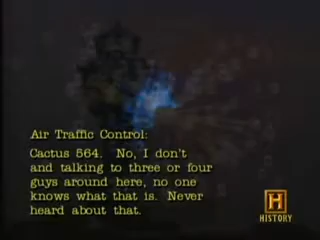 Air Traffic Control:
Cactus 564. No, I don't
and talking to three or four
guys around here, no one
knows what that is. Never
heard about that.
H
HISTORY